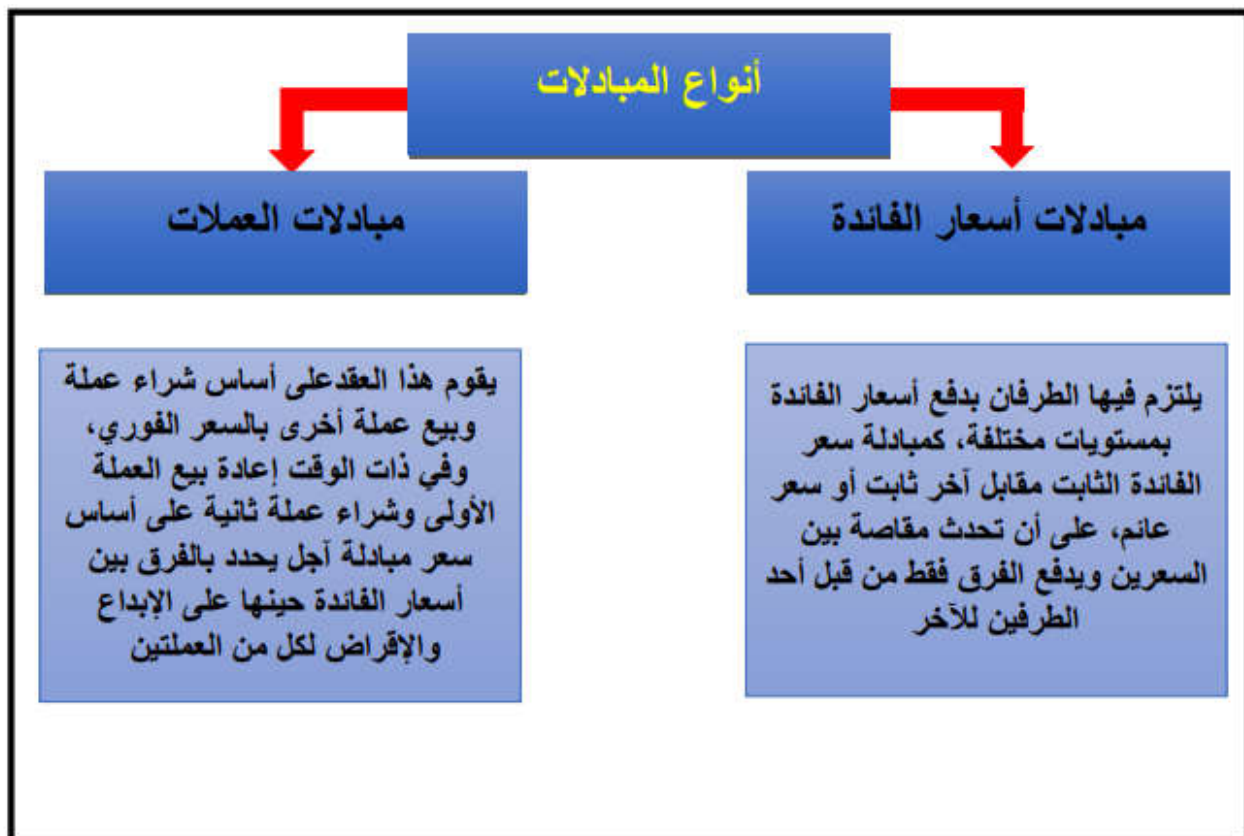 أنواع المبادلات
مبادلات أسعار الفائدة
مبادلات العملات
يلتزم فيها الطرفان بدفع أسعار الفائدة
بمستويات مختلفة، كمبادلة سعر
الفائدة الثابت مقابل آخر ثابت أو سعر
عائم، على أن تحدث مقاصة بين
السعرين ويدفع الفرق فقط من قبل أحد
الطرفين للآخر
يقوم هذا العقدعلى أساس شراء عملة
وبيع عملة أخرى بالسعر الفوري،
وفي ذات الوقت إعادة بيع العملة
الأولى وشراء عملة ثانية على أساس
سعر مبادلة آجل يحدد بالفرق بين
أسعار الفائدة حينها على الإبداع
والإقراض لكل من العملتين